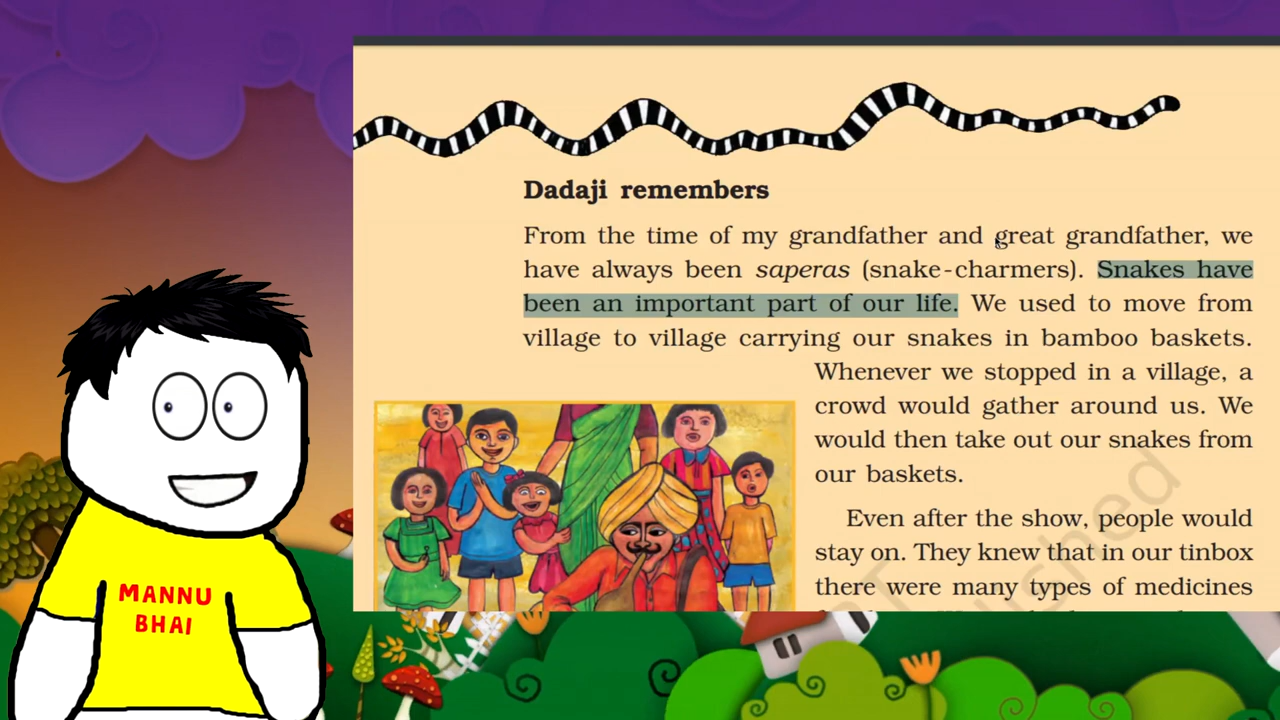 Dadaji remembers
From the time of my grandfather and great grandfather, we
have always been saperas (snake-charmers). Snakes have
been an important part of our life. We used to move from
village to village carrying our snakes in bamboo baskets.
Whenever we stopped in a village, a
crowd would gather around us. We
would then take out our snakes from
our baskets.
Even after the show, people would
stay on. They knew that in our tinbox
there were many types of medicines
MANNU
BHAI